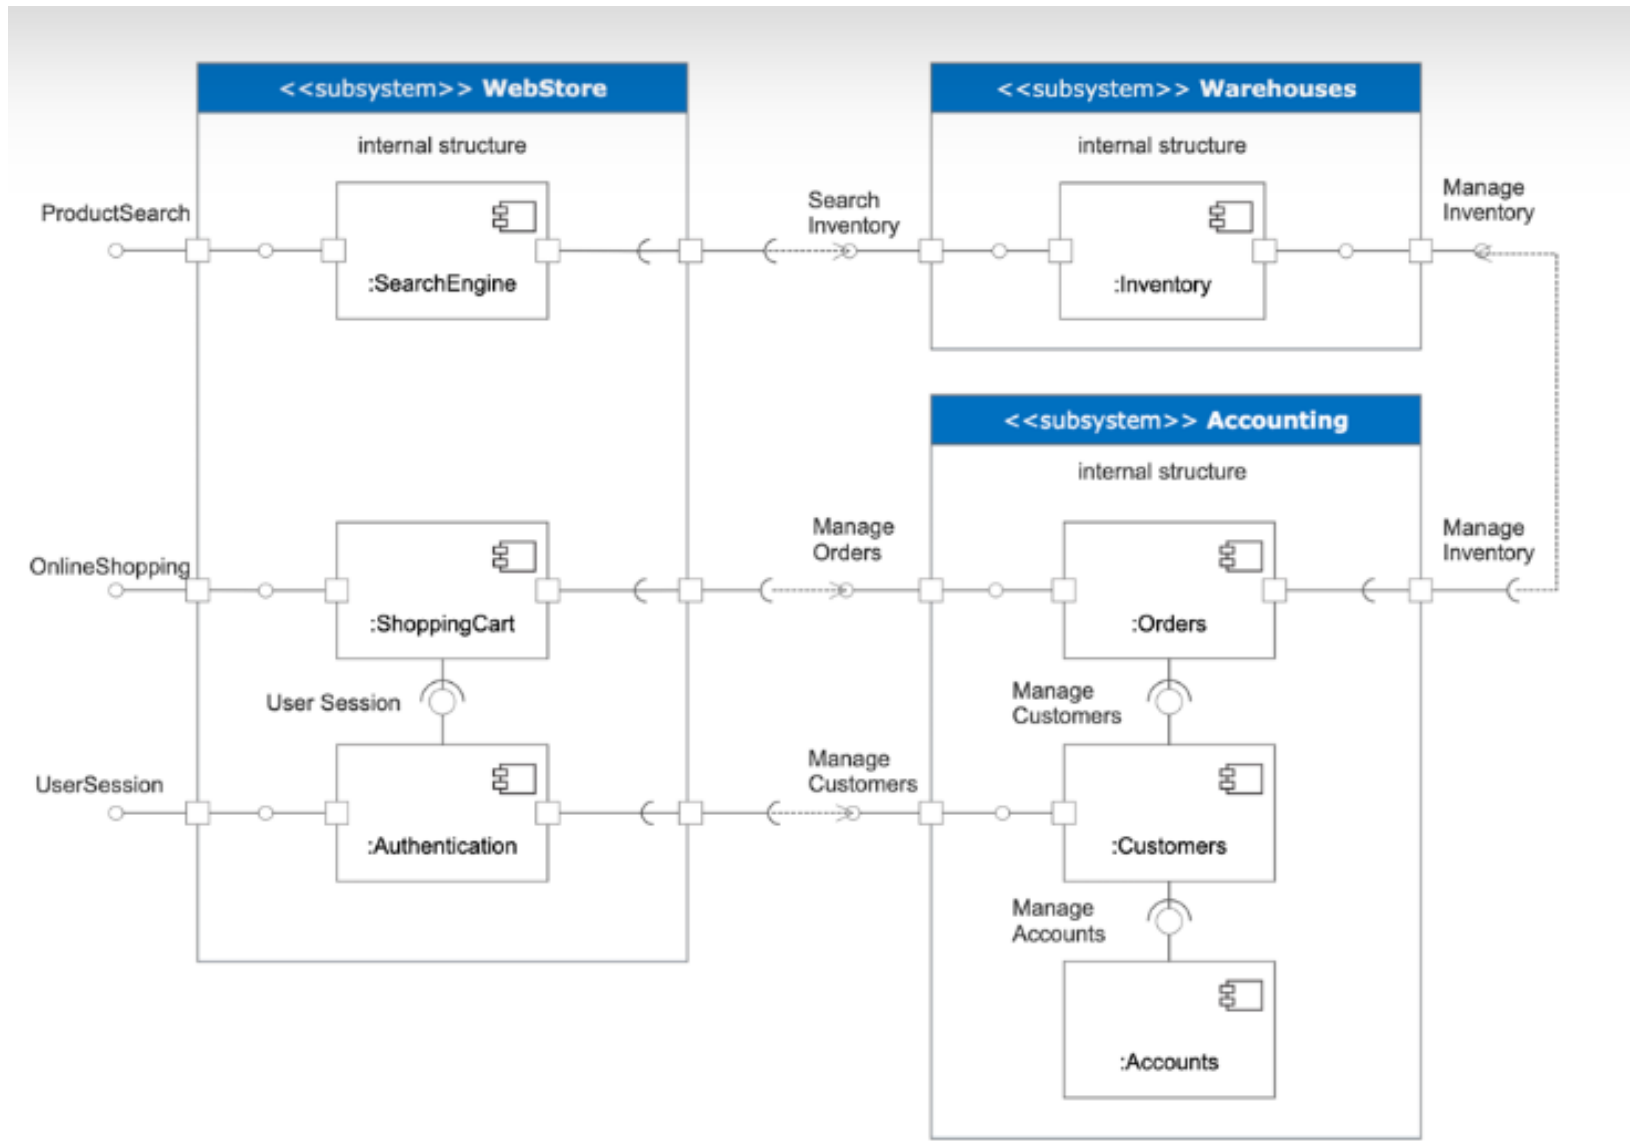 <<subsystem>> WebStore
internal structure
ProductSearch
:SearchEngine
OnlineShopping
:ShoppingCart
User Session
UserSession
:Authentication
Search
Inventory
Manage
Orders
Manage
Customers
<<subsystem>> Warehouses
internal structure
:Inventory
Manage
Inventory
<<subsystem>> Accounting
internal structure
:Orders
Manage
Inventory
Manage
Customers
:Customers
Manage
Accounts
:Accounts